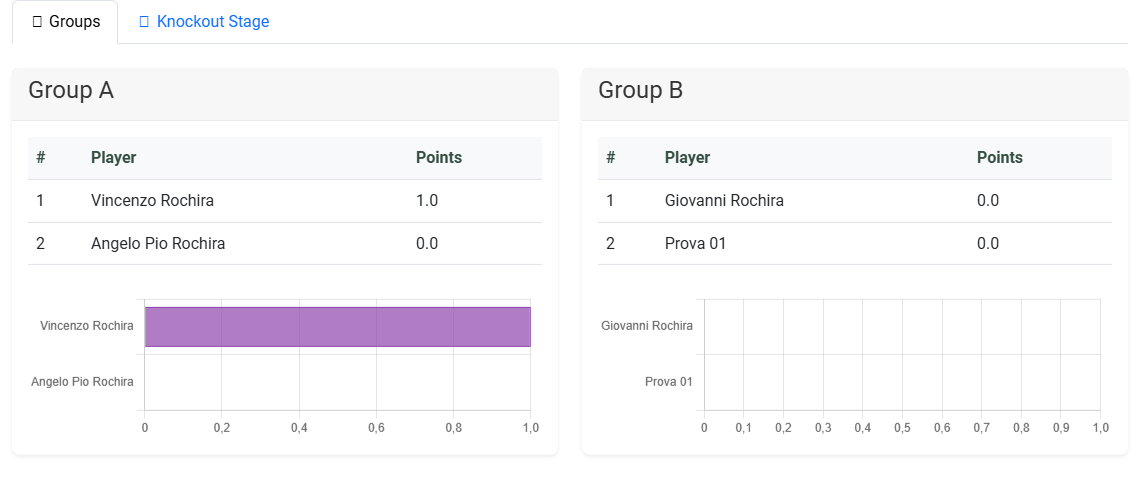 Groups Knockout Stage
Group A
# Player Points
1 Vincenzo Rochira 1.0
2 Angelo Pio Rochira 0.0
Vincenzo Rochira
Angelo Pio Rochira
0 0,2 0,4 0,6 0,8 1,0
Group B
# Player Points
1 Giovanni Rochira 0.0
2 Prova 01 0.0
Giovanni Rochira
Prova 01
0 0,1 0,2 0,3 0,4 0,5 0,6 0,7 0,8 0,9 1,0